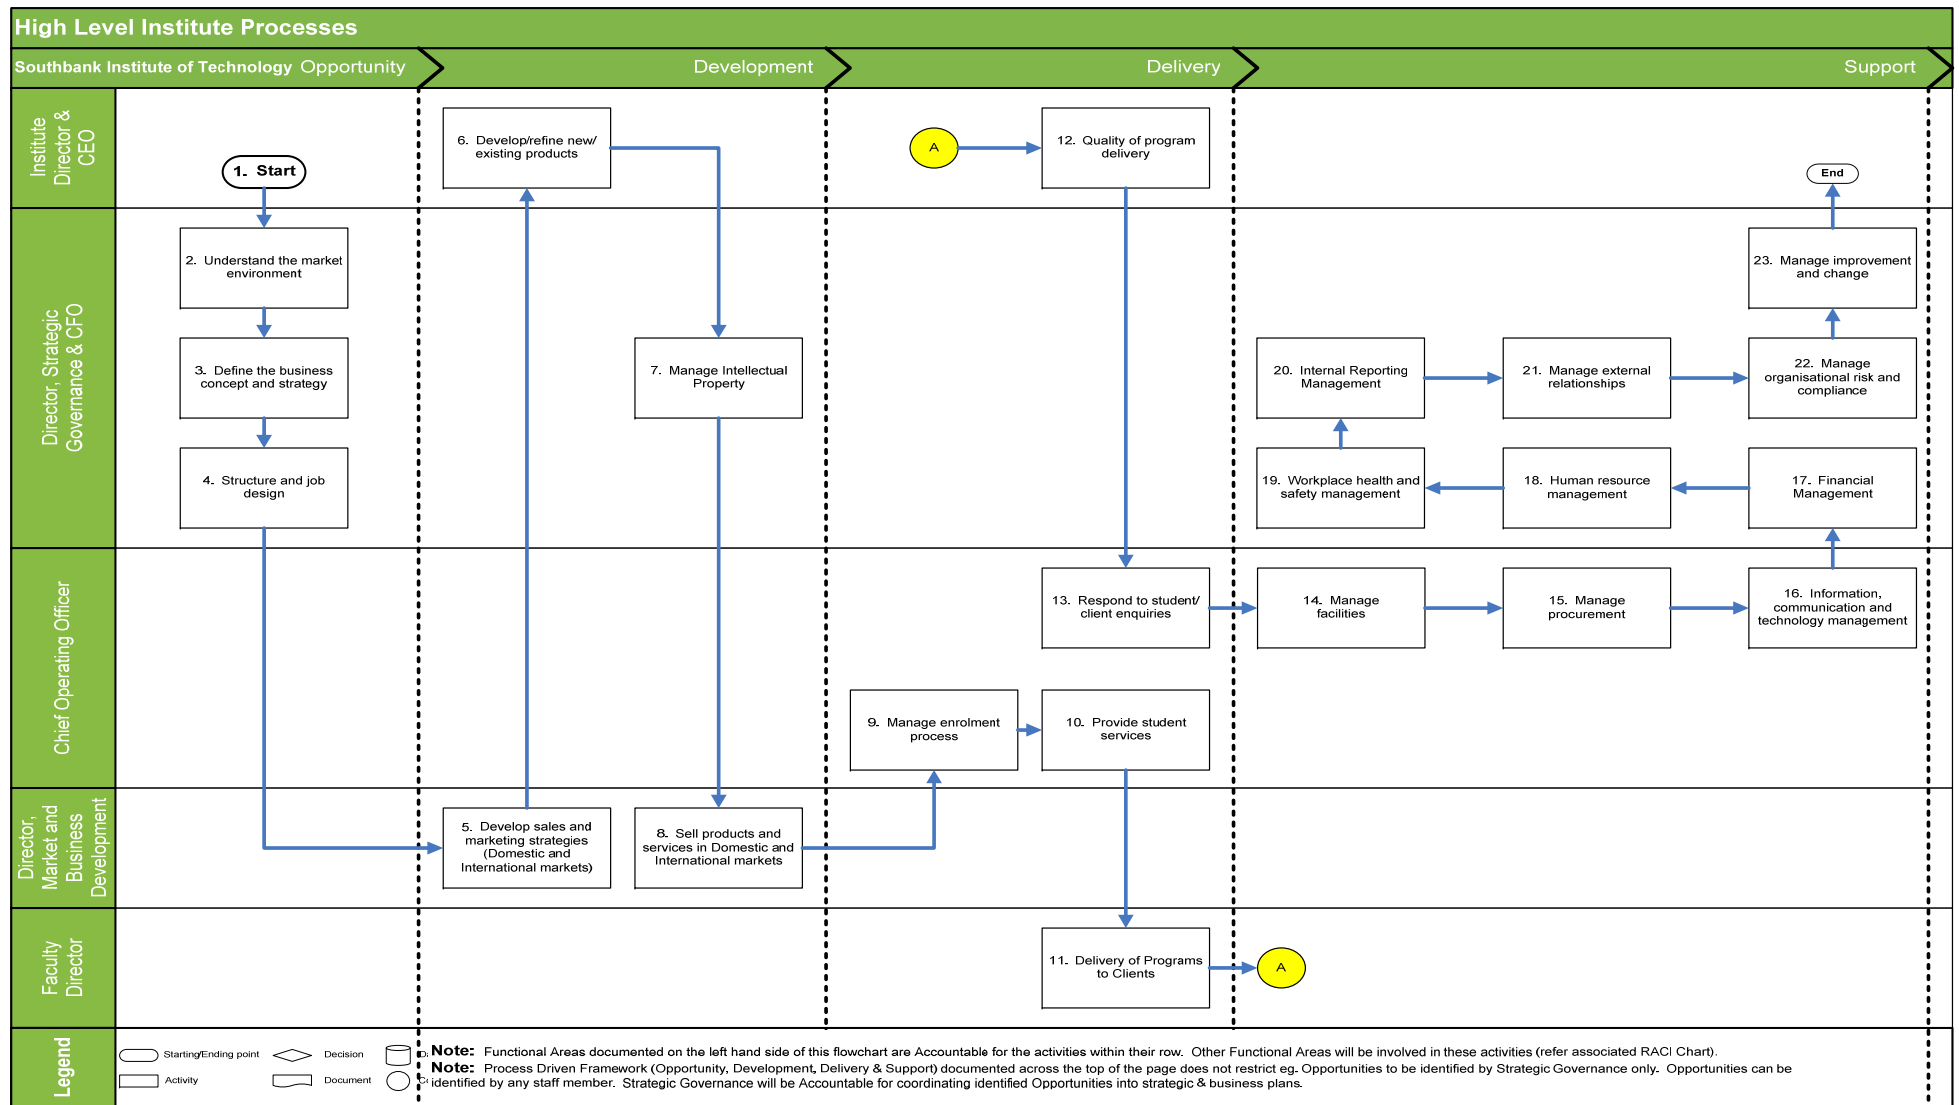 High Level Institute Processes
Southbank Institute of Technology Opportunity
Development
Delivery
Support
Institute
Director &
CEO
1. Start
6. Develop/refine new/
existing products
A
12. Quality of program
delivery
End
Director, Strategic
Governance & CFO
2. Understand the market
environment
3. Define the business
concept and strategy
4. Structure and job
design
7. Manage Intellectual
Property
23. Manage improvement
and change
20. Internal Reporting
Management
21. Manage external
relationships
22. Manage
organisational risk and
compliance
19. Workplace health and
safety management
18. Human resource
management
17. Financial
Management
Chief Operating Officer
13. Respond to student/
client enquiries
14. Manage
facilities
15. Manage
procurement
16. Information,
communication and
technology management
9. Manage enrolment
process
10. Provide student
services
Director,
Market and
Business
Development
5. Develop sales and
marketing strategies
(Domestic and
International markets)
8. Sell products and
services in Domestic and
International markets
Faculty
Director
11. Delivery of Programs
to Clients
A
Legend
Starting/Ending point
Decision
Activity
Document
Note: Functional Areas documented on the left hand side of this flowchart are Accountable for the activities within their row. Other Functional Areas will be involved in these activities (refer associated RACI Chart).
Note: Process Driven Framework (Opportunity, Development, Delivery & Support) documented across the top of the page does not restrict eg. Opportunities to be identified by Strategic Governance only. Opportunities can be
identified by any staff member. Strategic Governance will be Accountable for coordinating identified Opportunities into strategic & business plans.